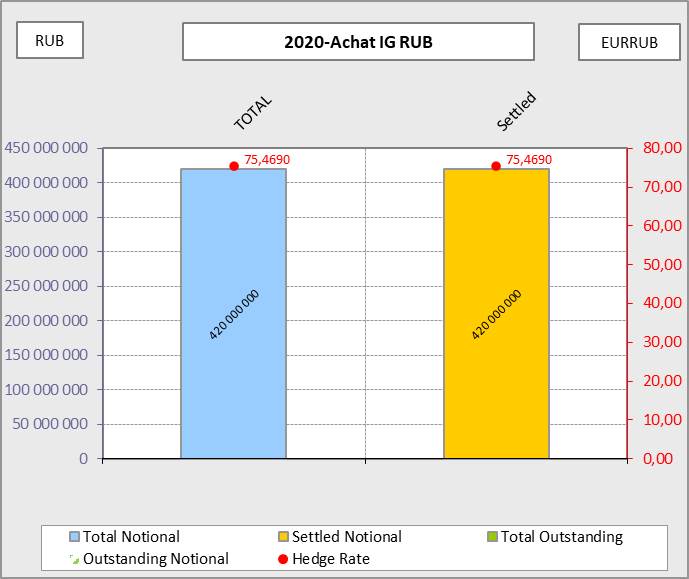 RUB
2020-Achat IG RUB
EURRUB
TOTAL
Settled
450 000 000
400 000 000
350 000 000
300 000 000
250 000 000
200 000 000
150 000 000
100 000 000
50 000 000
0
75,4690
75,4690
420 000 000
420 000 000
80,00
70,00
60,00
50,00
40,00
30,00
20,00
10,00
0,00
Total Notional
Settled Notional
Total Outstanding
Outstanding Notional
Hedge Rate